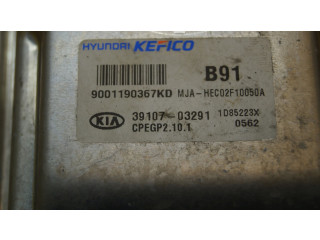 HYUNDAI KEFICO
B91
9001190367KD MJA-HEC02F10050A
KIA 39107-03291 1D85223X
CPEGP2.10.1 0562